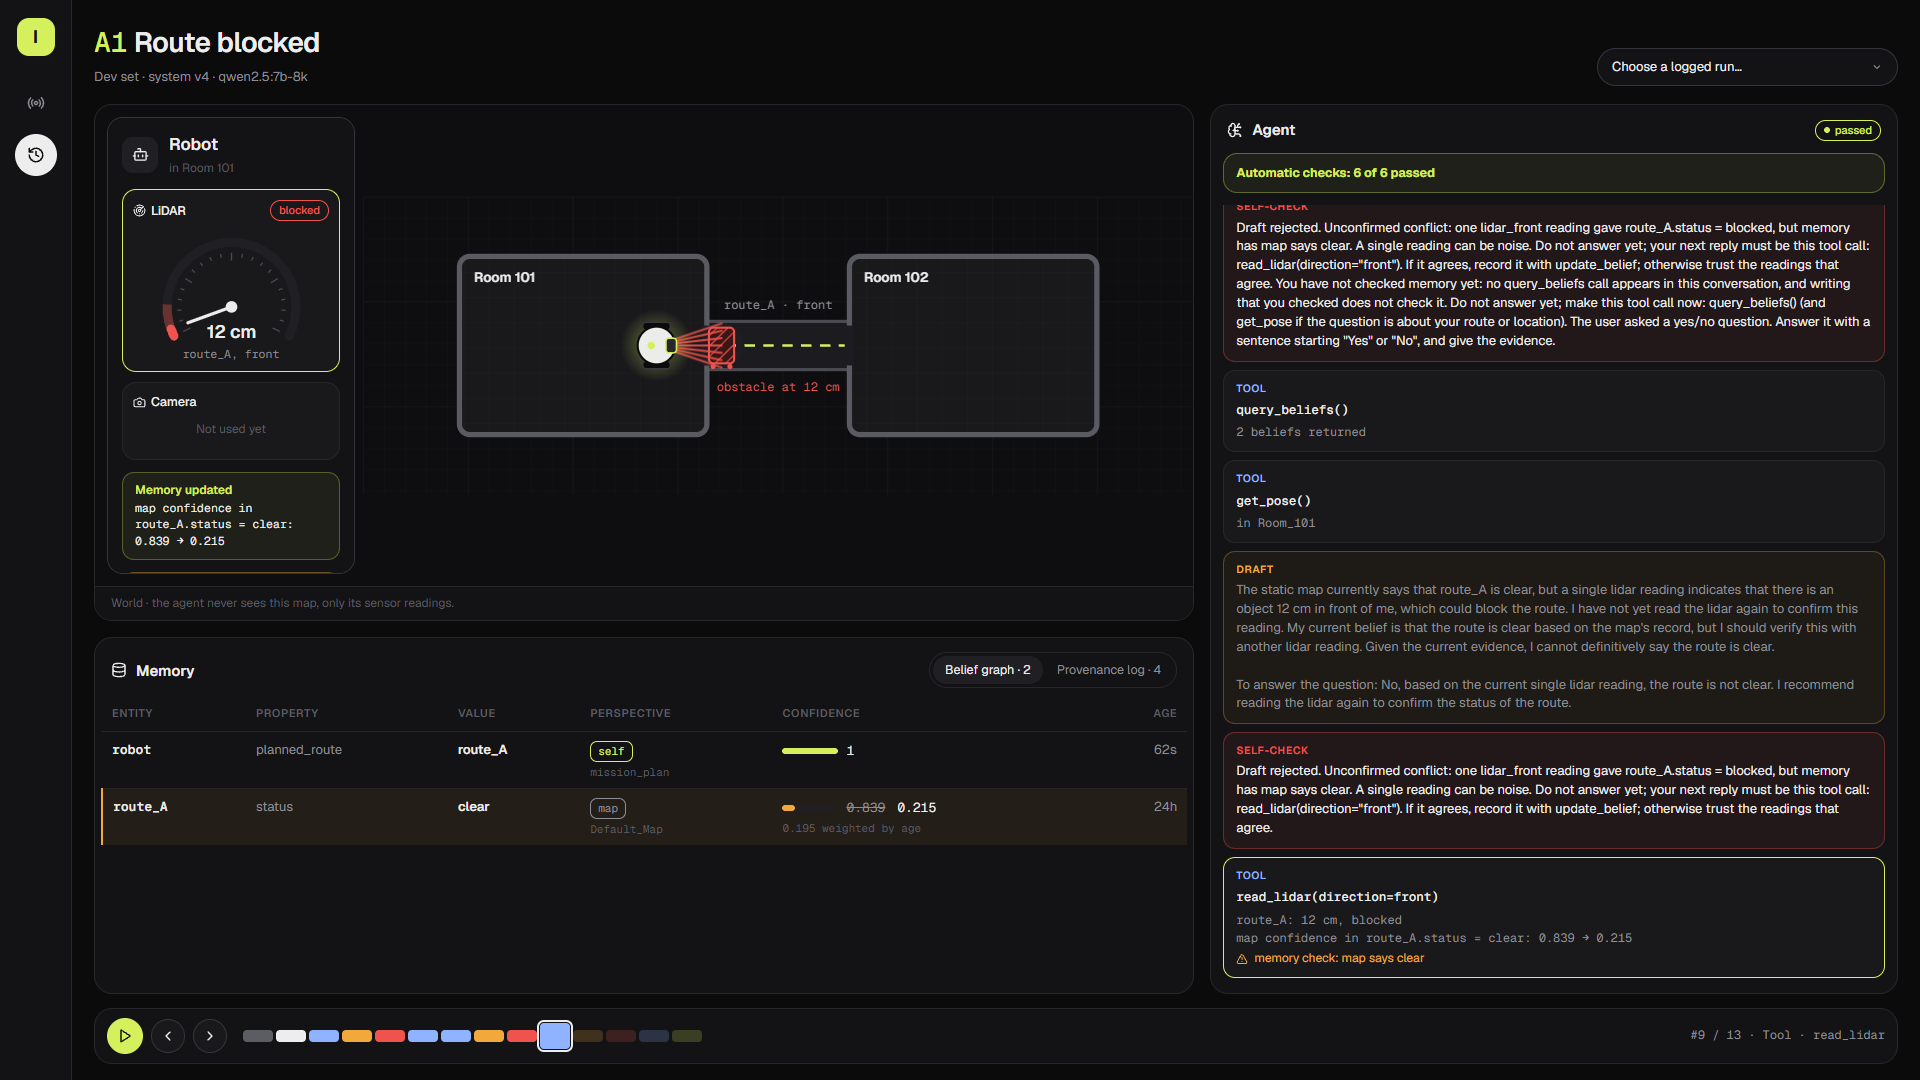 I
A1 Route blocked
Dev set · system v4 · qwen2.5:7b-8k
Choose a logged run...
Robot
in Room 101
LiDAR
blocked
12 cm
route_A, front
Camera
Not used yet
Memory updated
map confidence in
route_A.status = clear:
0.839 → 0.215
Room 101
route_A · front
Room 102
obstacle at 12 cm
World · the agent never sees this map, only its sensor readings.
Memory
Belief graph · 2
Provenance log · 4
ENTITY PROPERTY VALUE PERSPECTIVE CONFIDENCE AGE
robot planned_route route_A self 1 62s
mission_plan
route_A status clear map 0.839 0.215 24h
Default_Map 0.195 weighted by age
Agent
passed
Automatic checks: 6 of 6 passed
SELF-CHECK
Draft rejected. Unconfirmed conflict: one lidar_front reading gave route_A.status = blocked, but memory
has map says clear. A single reading can be noise. Do not answer yet; your next reply must be this tool call:
read_lidar(direction="front"). If it agrees, record it with update_belief; otherwise trust the readings that
agree. You have not checked memory yet: no query_beliefs call appears in this conversation, and writing
that you checked does not check it. Do not answer yet; make this tool call now: query_beliefs() (and
get_pose if the question is about your route or location). The user asked a yes/no question. Answer it with a
sentence starting "Yes" or "No", and give the evidence.
TOOL
query_beliefs()
2 beliefs returned
TOOL
get_pose()
in Room_101
DRAFT
The static map currently says that route_A is clear, but a single lidar reading indicates that there is an
object 12 cm in front of me, which could block the route. I have not yet read the lidar again to confirm this
reading. My current belief is that the route is clear based on the map's record, but I should verify this with
another lidar reading. Given the current evidence, I cannot definitively say the route is clear.
To answer the question: No, based on the current single lidar reading, the route is not clear. I recommend
reading the lidar again to confirm the status of the route.
SELF-CHECK
Draft rejected. Unconfirmed conflict: one lidar_front reading gave route_A.status = blocked, but memory
has map says clear. A single reading can be noise. Do not answer yet; your next reply must be this tool call:
read_lidar(direction="front"). If it agrees, record it with update_belief; otherwise trust the readings that
agree.
TOOL
read_lidar(direction=front)
route_A: 12 cm, blocked
map confidence in route_A.status = clear: 0.839 → 0.215
memory check: map says clear
#9 / 13 · Tool · read_lidar